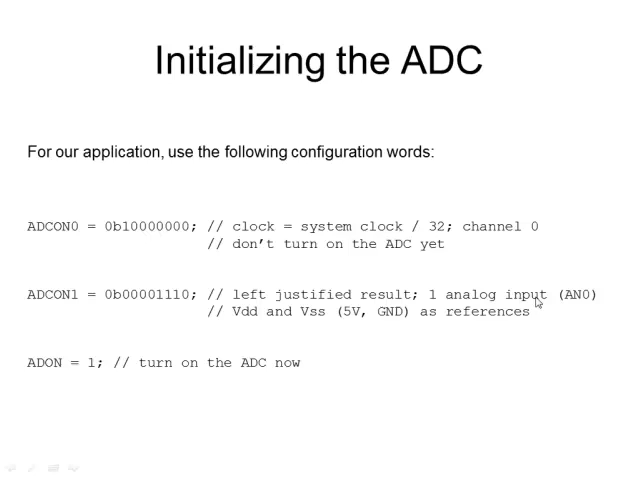 Initializing the ADC
For our application, use the following configuration words:
ADCON0 = 0b10000000; // clock = system clock / 32; channel 0
// don’t turn on the ADC yet
ADCON1 = 0b00001110; // left justified result; 1 analog input (AN0)
// Vdd and Vss (5V, GND) as references
ADON = 1; // turn on the ADC now